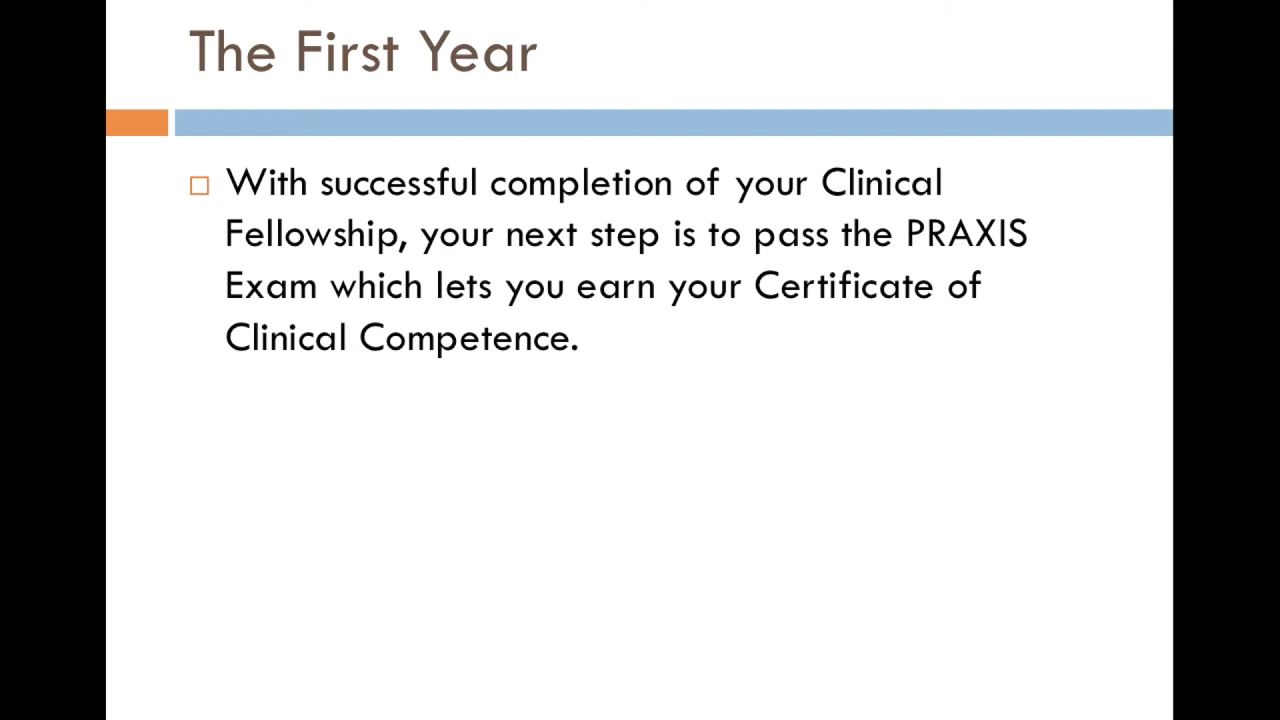 The First Year
With successful completion of your Clinical
Fellowship, your next step is to pass the PRAXIS
Exam which lets you earn your Certificate of
Clinical Competence.